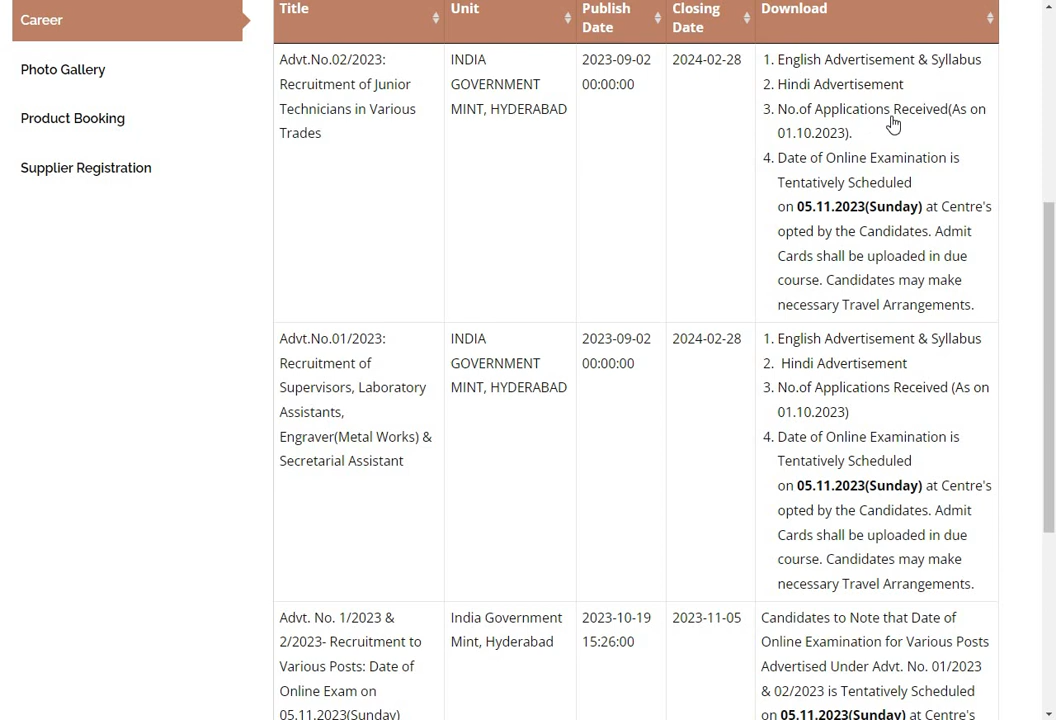 Career
Photo Gallery
Product Booking
Supplier Registration
Title
Unit
Publish
Date
Closing
Date
Download
Advt.No.02/2023:
Recruitment of Junior
Technicians in Various
Trades
INDIA
GOVERNMENT
MINT, HYDERABAD
2023-09-02
00:00:00
2024-02-28
1. English Advertisement & Syllabus
2. Hindi Advertisement
3. No.of Applications Received(As on
01.10.2023).
4. Date of Online Examination is
Tentatively Scheduled
on 05.11.2023(Sunday) at Centre's
opted by the Candidates. Admit
Cards shall be uploaded in due
course. Candidates may make
necessary Travel Arrangements.
Advt.No.01/2023:
Recruitment of
Supervisors, Laboratory
Assistants,
Engraver(Metal Works) &
Secretarial Assistant
INDIA
GOVERNMENT
MINT, HYDERABAD
2023-09-02
00:00:00
2024-02-28
1. English Advertisement & Syllabus
2. Hindi Advertisement
3. No.of Applications Received (As on
01.10.2023)
4. Date of Online Examination is
Tentatively Scheduled
on 05.11.2023(Sunday) at Centre's
opted by the Candidates. Admit
Cards shall be uploaded in due
course. Candidates may make
necessary Travel Arrangements.
Advt. No. 1/2023 &
2/2023- Recruitment to
Various Posts: Date of
Online Exam on
05.11.2023(Sunday)
India Government
Mint, Hyderabad
2023-10-19
15:26:00
2023-11-05
Candidates to Note that Date of
Online Examination for Various Posts
Advertised Under Advt. No. 01/2023
& 02/2023 is Tentatively Scheduled
on 05.11.2023(Sunday) at Centre's